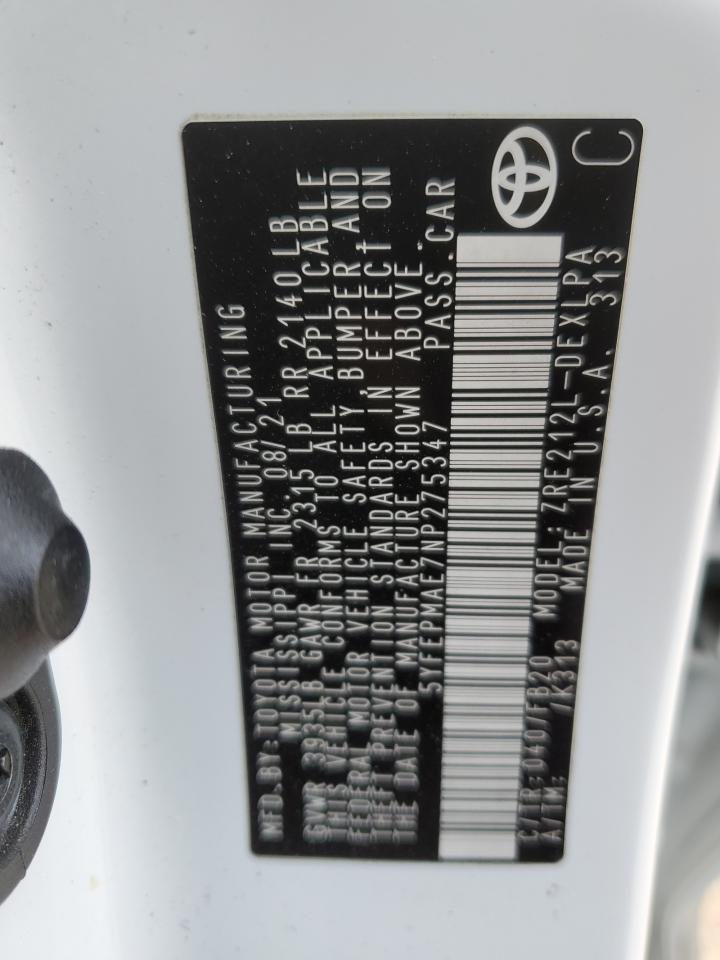 MFD.BY:TOYOTA MOTOR MANUFACTURING
MISSISSIPPI INC. 08/21
GVWR 3935LB GAWR FR 2315 LB RR 2140LB
THIS VEHICLE CONFORMS TO ALL APPLICABLE
FEDERAL MOTOR VEHICLE SAFETY, BUMPER AND
THEFT PREVENTION STANDARDS IN EFFECT ON
THE DATE OF MANUFACTURE SHOWN ABOVE.
5YFEPMAE7NP275347 PASS.CAR
C/TR:040/FB20 MODEL:ZRE212L-DEXLPA
A/TM: /K313 MADE IN U.S.A. 313
C